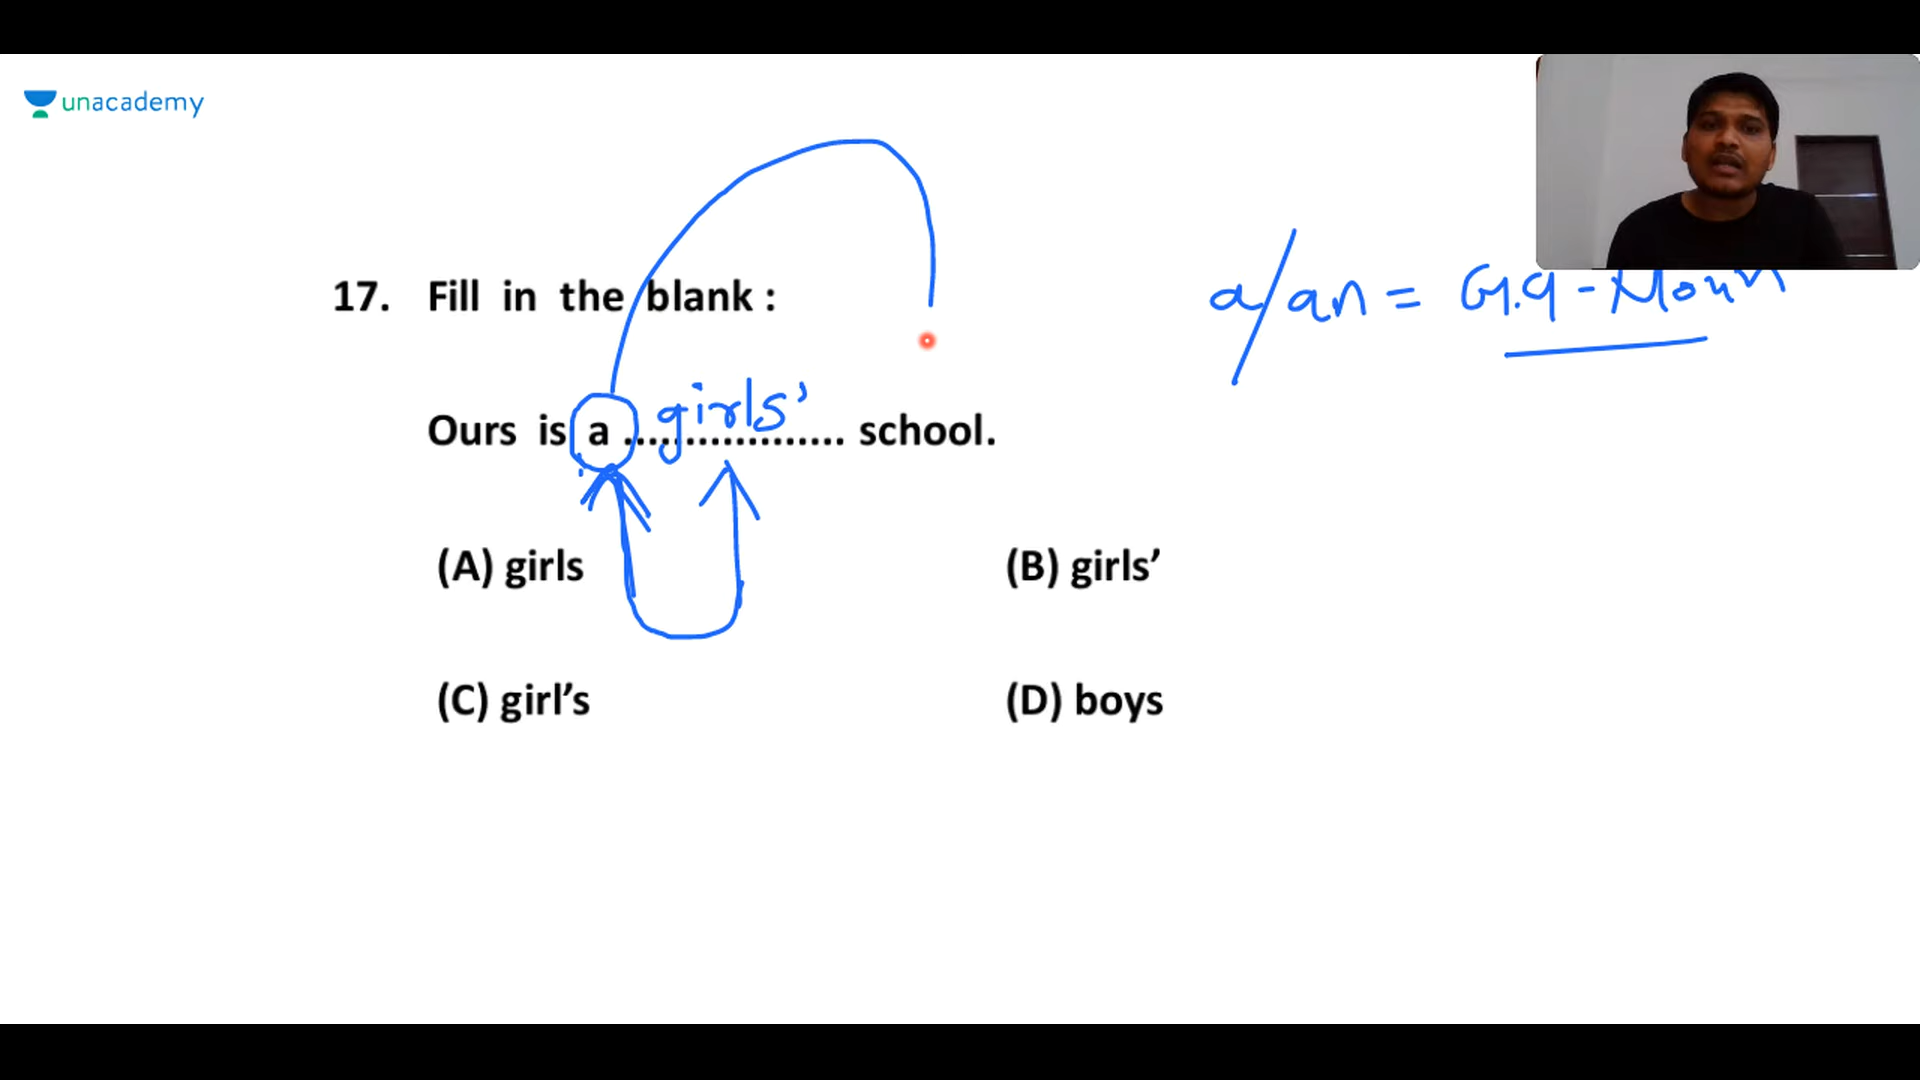 unacademy
a/an =
17. Fill in the blank :
girls'
Ours is a .................. school.
(A) girls
(B) girls’
(C) girl’s
(D) boys